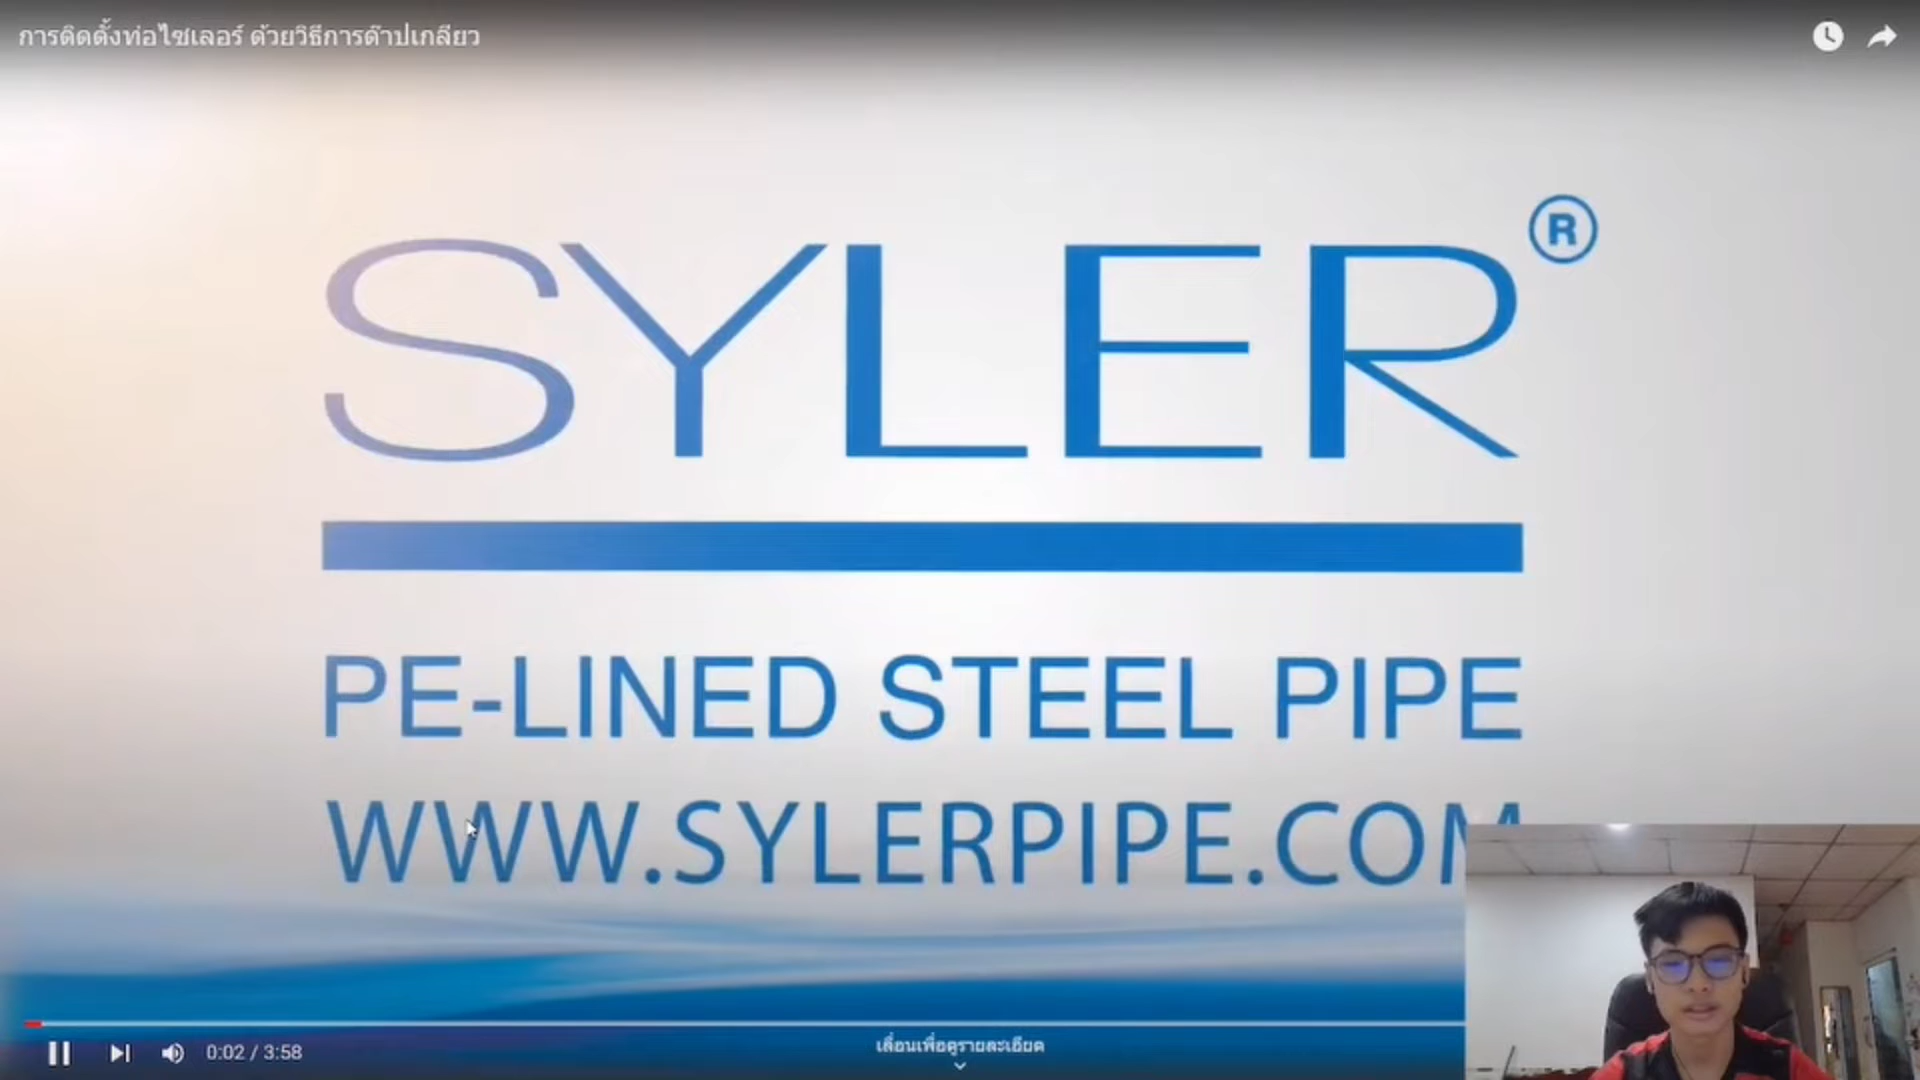 การติดตั้งท่อไซเลอร์ ด้วยวิธีการต๊าปเกลียว
SYLER®
PE-LINED STEEL PIPE
WWW.SYLERPIPE.COM
0:02 / 3:58
เลื่อนเพื่อดูรายละเอียด